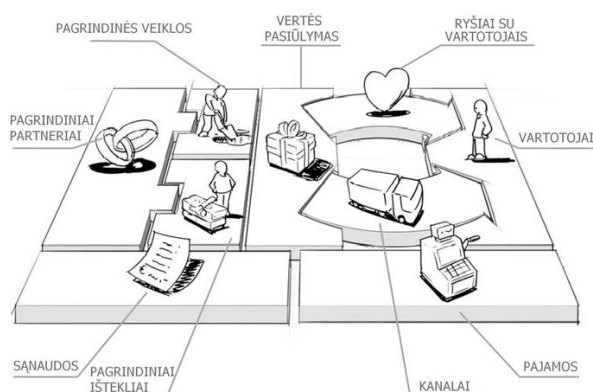 PAGRINDINĖS VEIKLOS
VERTĖS
PASIŪLYMAS
RYŠIAI SU
VARTOTOJAIS
PAGRINDINIAI
PARTNERIAI
VARTOTOJAI
SĄNAUDOS
PAGRINDINIAI
IŠTEKLIAI
KANALAI
PAJAMOS